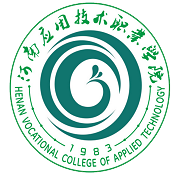 河南应用技术职业学院
HENAN VOCATIONAL COLLEGE OF APPLIED TECHNOLOGY
1983